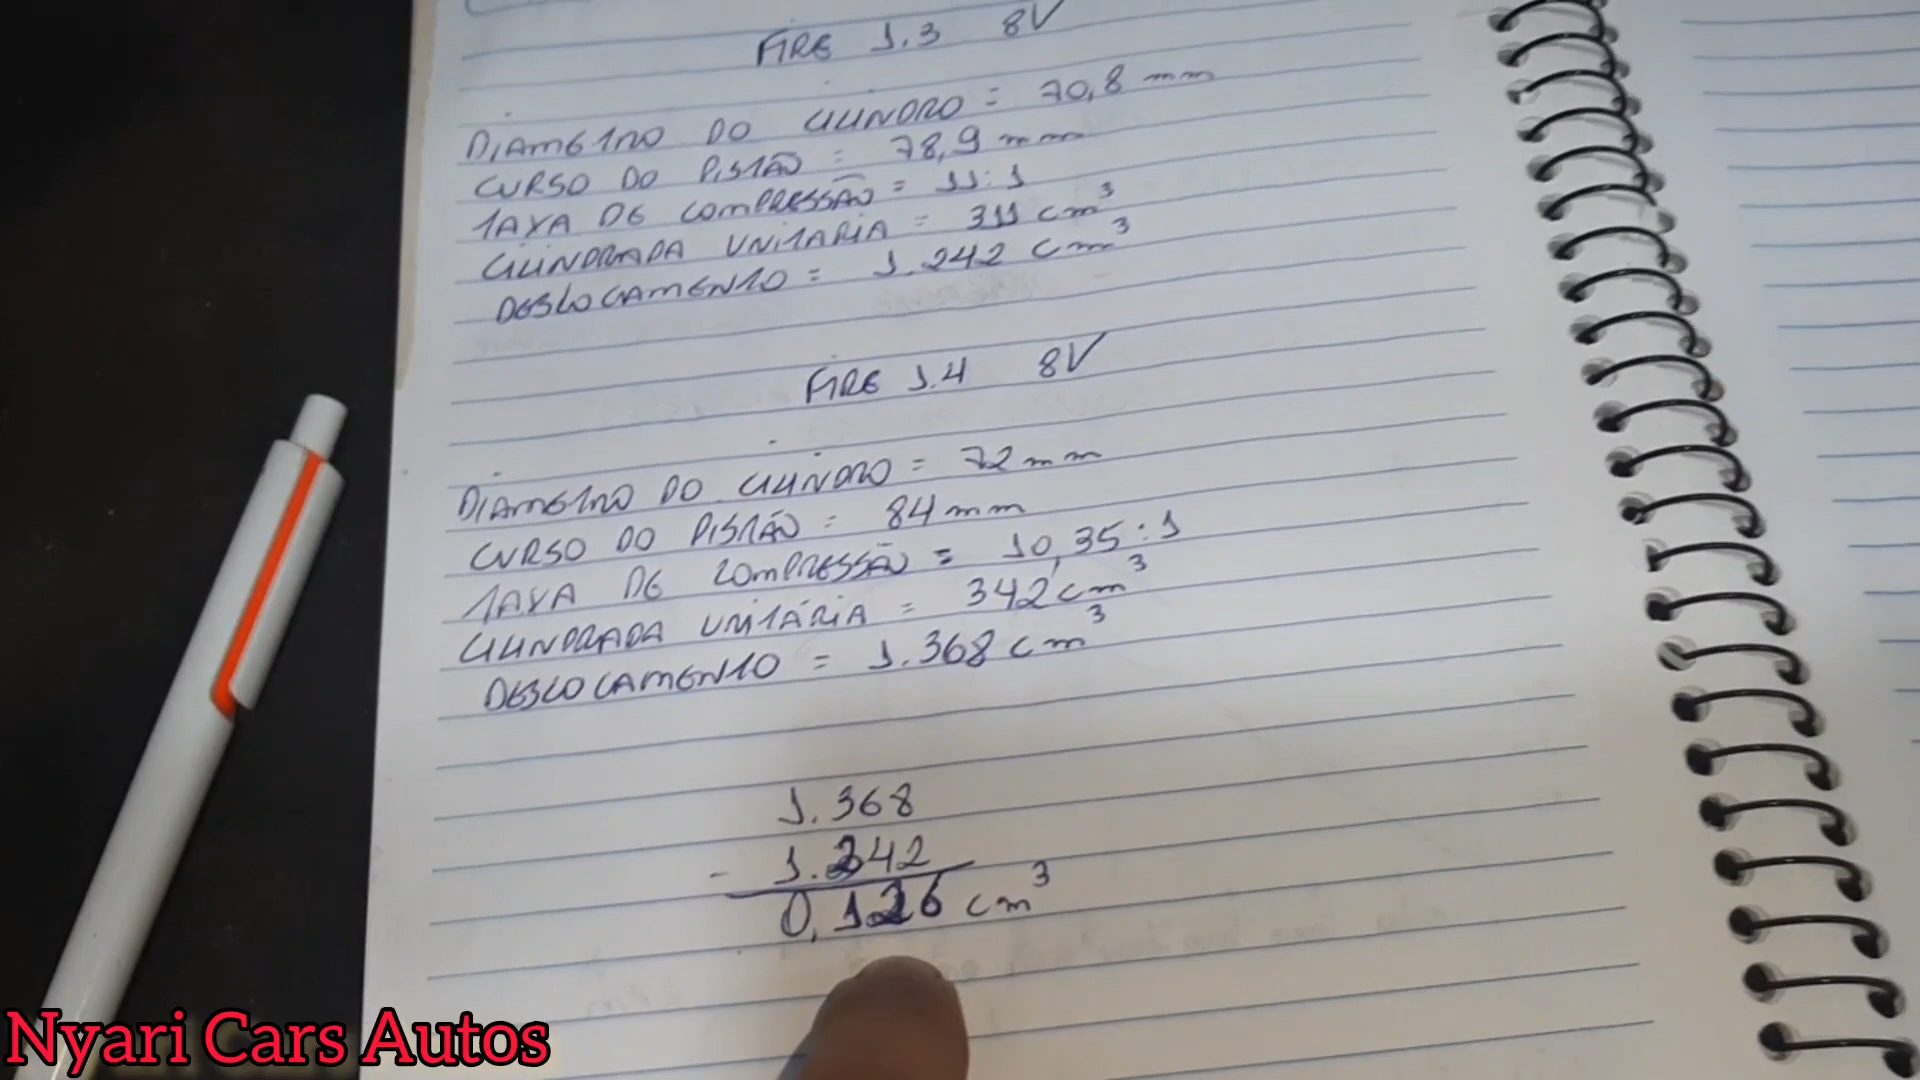 FIRE 1.3 8V
DIAMETRO DO CILINDRO = 70,8 mm
CURSO DO PISTÃO = 78,9 mm
TAXA DE COMPRESSÃO = 11:1
CILINDRADA UNITARIA = 311 cm³
DESLOCAMENTO = 1.242 cm³
FIRE 1.4 8V
DIAMETRO DO CILINDRO = 72 mm
CURSO DO PISTÃO = 84 mm
TAXA DE COMPRESSÃO = 10,35:1
CILINDRADA UNITÁRIA = 342 cm³
DESLOCAMENTO = 1.368 cm³
1.368
- 1.242
0,126 cm³
Nyari Cars Autos